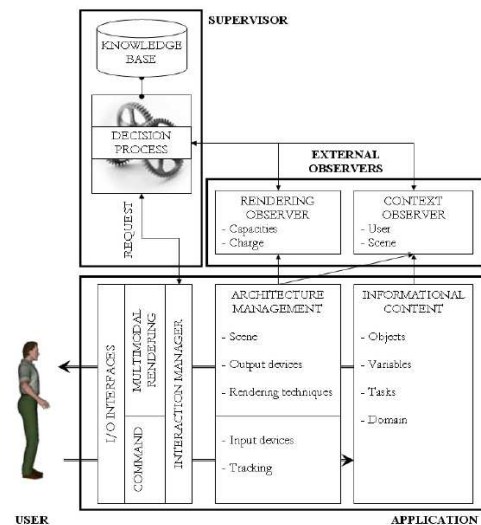 SUPERVISOR
KNOWLEDGE
BASE
DECISION
PROCESS
EXTERNAL
OBSERVERS
REQUEST
RENDERING
OBSERVER
- Capacities
- Charge
CONTEXT
OBSERVER
- User
- Scene
I/O INTERFACES
MULTIMODAL
RENDERING
COMMAND
INTERACTION MANAGER
ARCHITECTURE
MANAGEMENT
- Scene
- Output devices
- Rendering techniques
- Input devices
- Tracking
INFORMATIONAL
CONTENT
- Objects
- Variables
- Tasks
- Domain
USER
APPLICATION